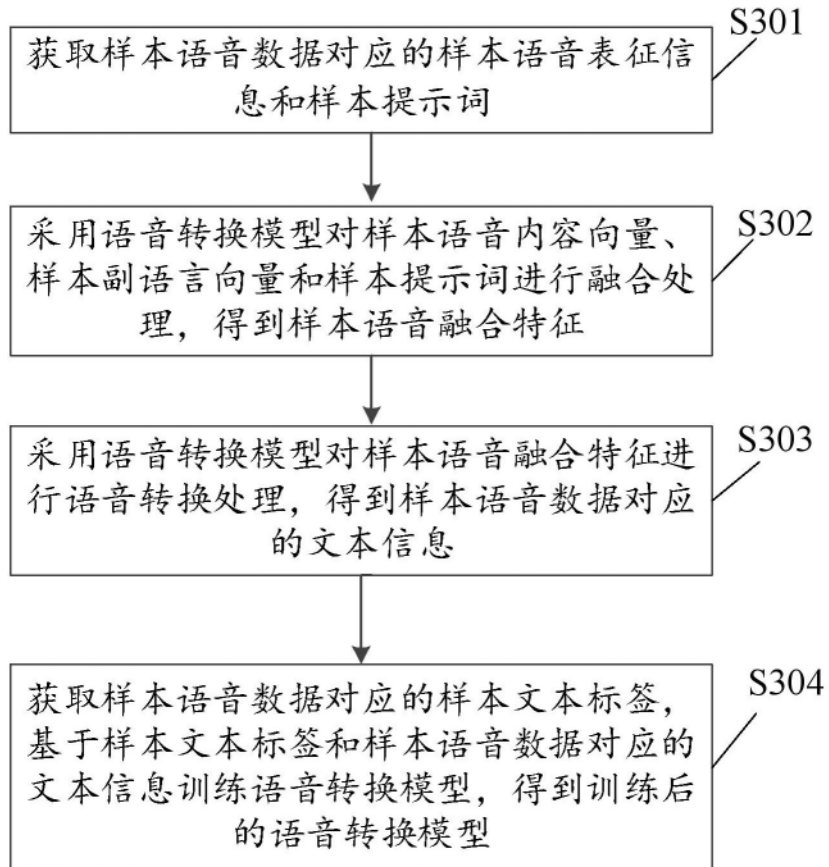 获取样本语音数据对应的样本语音表征信
息和样本提示词
S301
采用语音转换模型对样本语音内容向量、
样本副语言向量和样本提示词进行融合处
理，得到样本语音融合特征
S302
采用语音转换模型对样本语音融合特征进
行语音转换处理，得到样本语音数据对应
的文本信息
S303
获取样本语音数据对应的样本文本标签，
基于样本文本标签和样本语音数据对应的
文本信息训练语音转换模型，得到训练后
的语音转换模型
S304